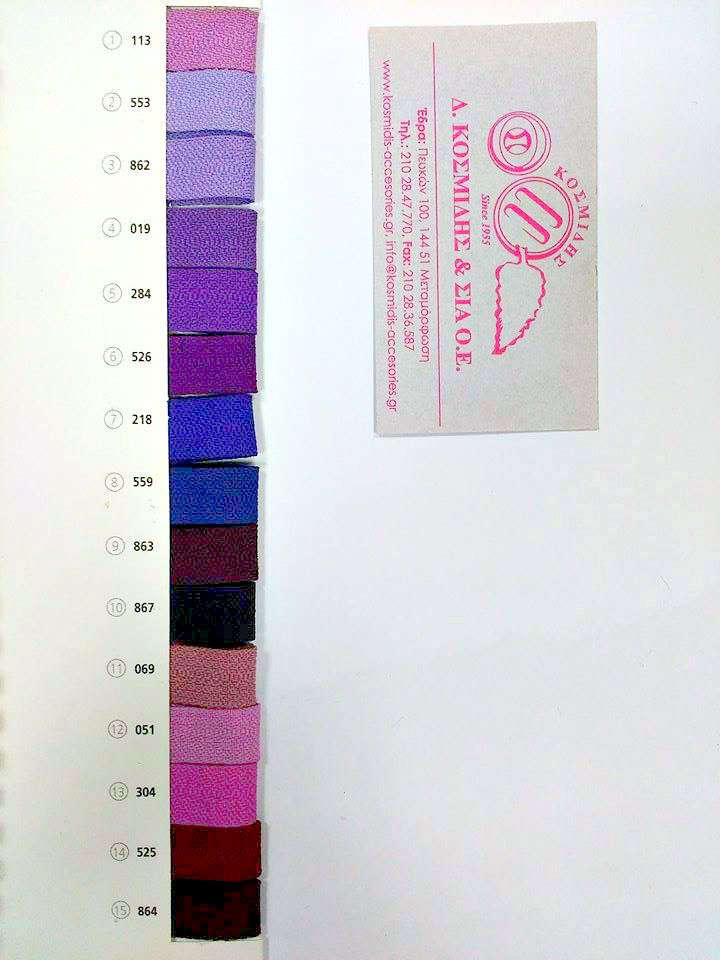 1 113
2 553
3 862
4 019
5 284
6 526
7 218
8 559
9 863
10 867
11 069
12 051
13 304
14 525
15 864
ΚΟΣΜΙΔΗΣ
Since 1955
Δ. ΚΟΣΜΙΔΗΣ & ΣΙΑ Ο.Ε.
Έδρα: Πευκών 100, 144 51 Μεταμόρφωση
Τηλ.: 210 28.47.770, Fax: 210 28.36.587
www.kosmidis-accesories.gr, info@kosmidis-accesories.gr